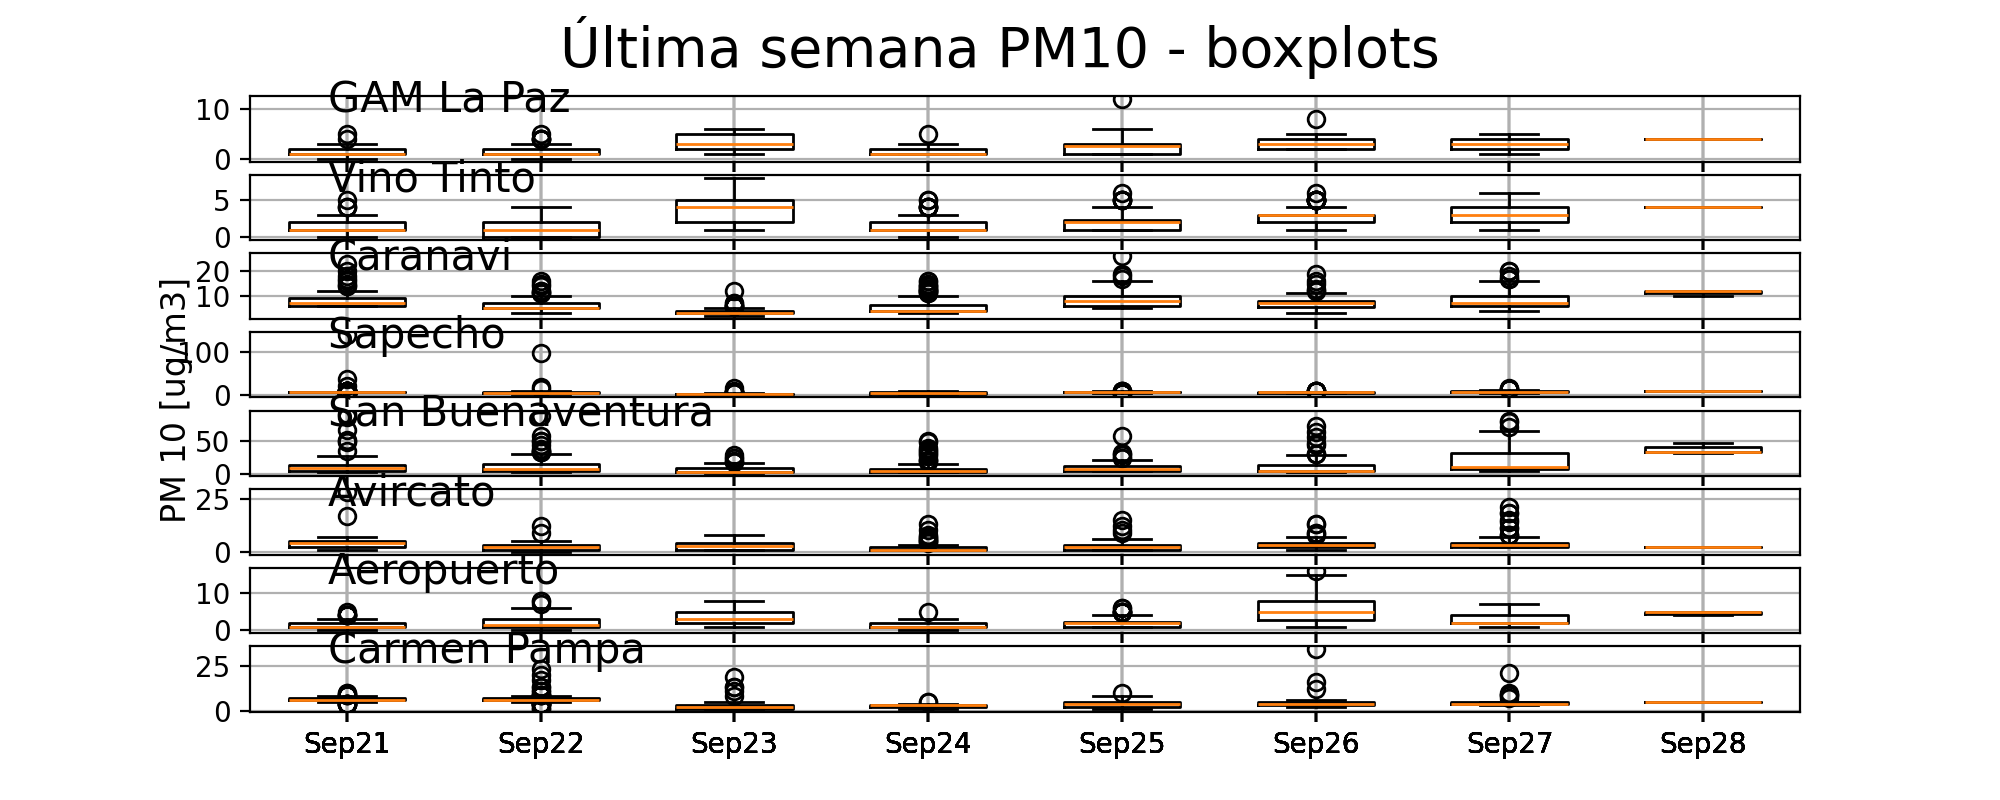 Última semana PM10 - boxplots
GAM La Paz
10
0
Vino Tinto
5
0
Caranavi
20
10
Sapecho
100
0
San Buenaventura
50
0
Avircato
25
0
Aeropuerto
10
0
Carmen Pampa
25
0
PM 10 [ug/m3]
Sep21 Sep22 Sep23 Sep24 Sep25 Sep26 Sep27 Sep28